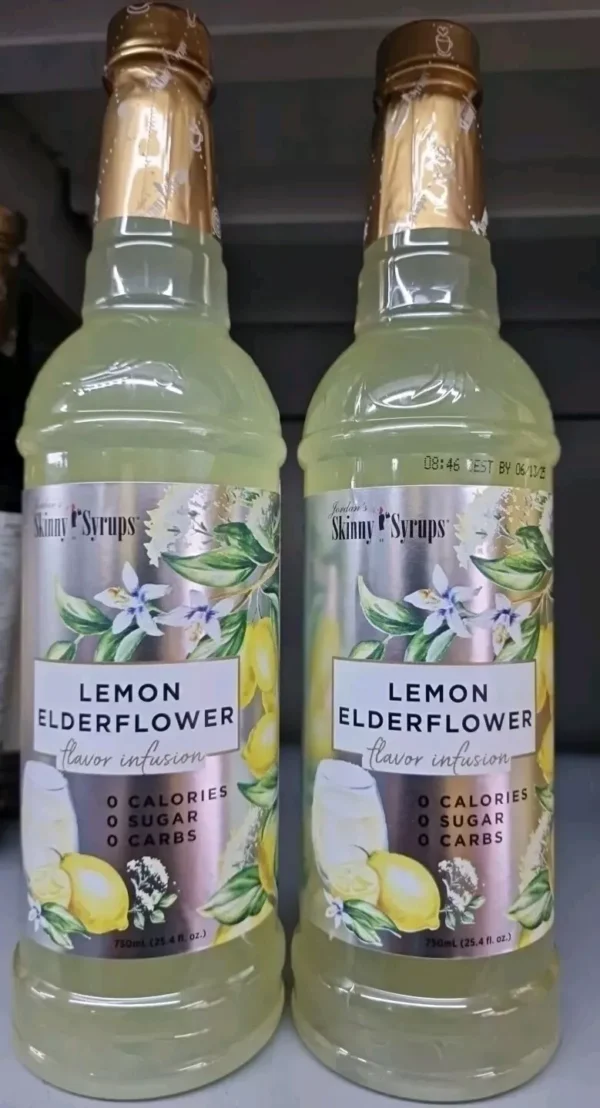 Skinny Syrups
LEMON
ELDERFLOWER
flavor infusion
0 CALORIES
0 SUGAR
0 CARBS
750mL (25.4 fl. oz.)
08:46 BEST BY 06/13/25
Jordan's
Skinny Syrups
LEMON
ELDERFLOWER
flavor infusion
0 CALORIES
0 SUGAR
0 CARBS
750mL (25.4 fl. oz.)